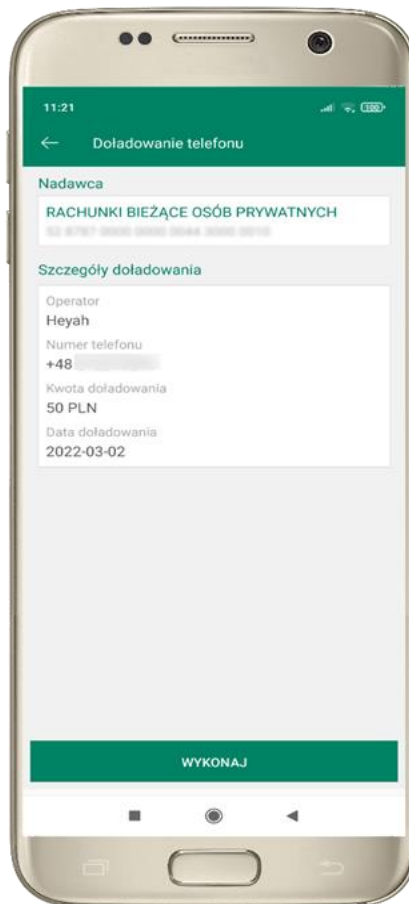 11:21
100
Doładowanie telefonu
Nadawca
RACHUNKI BIEŻĄCE OSÓB PRYWATNYCH
Szczegóły doładowania
Operator
Heyah
Numer telefonu
+48
Kwota doładowania
50 PLN
Data doładowania
2022-03-02
WYKONAJ